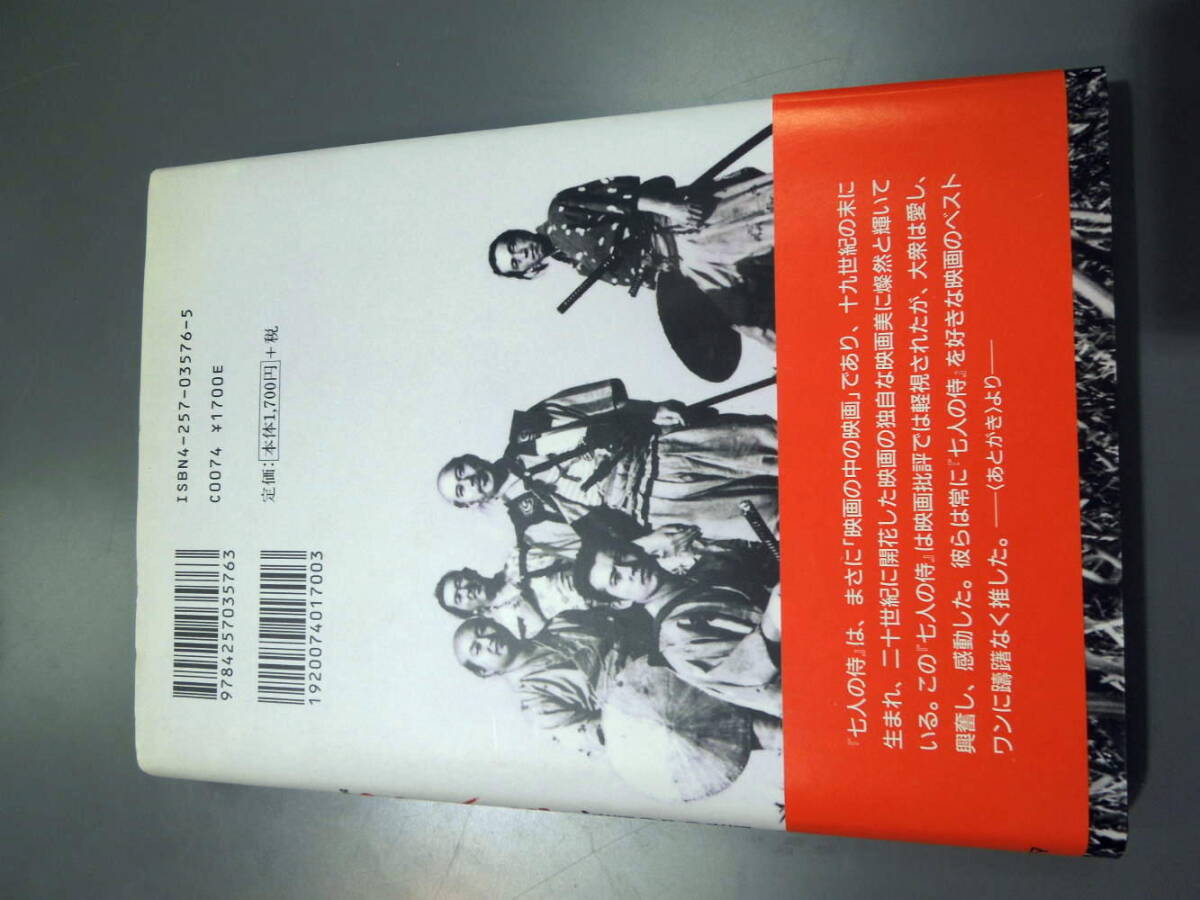 ISBN4-257-03576-5
C0074 ¥1700E
定価:本体1,700円+税
9784257035763
1920074017003
『七人の侍』は、まさに「映画の中の映画」であり、十九世紀の末に
生まれ、二十世紀に開花した映画の独自な映画美に燦然と輝いて
いる。この『七人の侍』は映画批評では軽視されたが、大衆は愛し、
興奮し、感動した。彼らは常に『七人の侍』を好きな映画のベスト
ワンに躊躇なく推した。──〈あとがき〉より──